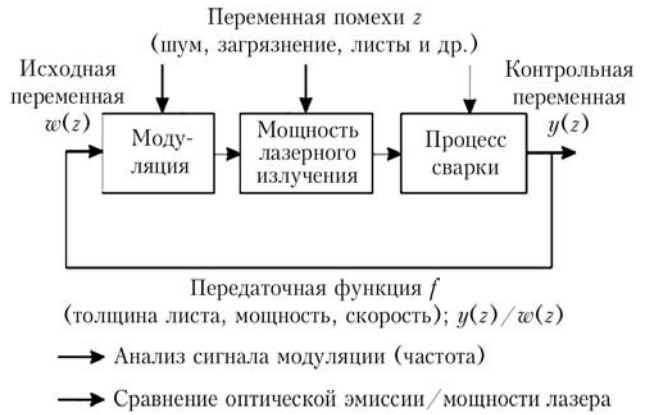 Переменная помехи z
(шум, загрязнение, листы и др.)
Исходная
переменная
w(z)
Контрольная
переменная
y(z)
Моду-
ляция
Мощность
лазерного
излучения
Процесс
сварки
Передаточная функция f
(толщина листа, мощность, скорость); y(z)/w(z)
Анализ сигнала модуляции (частота)
Сравнение оптической эмиссии/мощности лазера